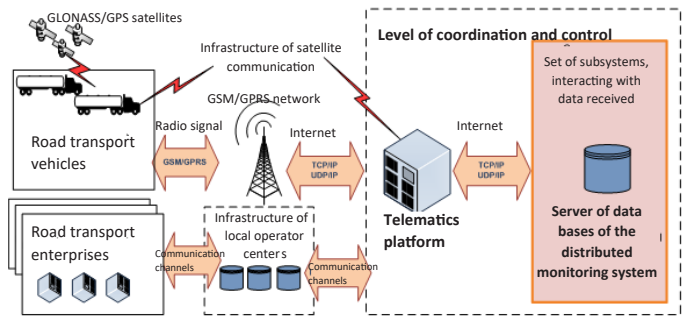 GLONASS/GPS satellites
Infrastructure of satellite
communication
Level of coordination and control
Set of subsystems,
interacting with
data received
GSM/GPRS network
Road transport
vehicles
Radio signal
GSM/GPRS
Internet
TCP/IP
UDP/IP
Internet
TCP/IP
UDP/IP
Telematics
platform
Server of data
bases of the
distributed
monitoring system
Road transport
enterprises
Communication
channels
Infrastructure of
local operator
centers
Communication
channels